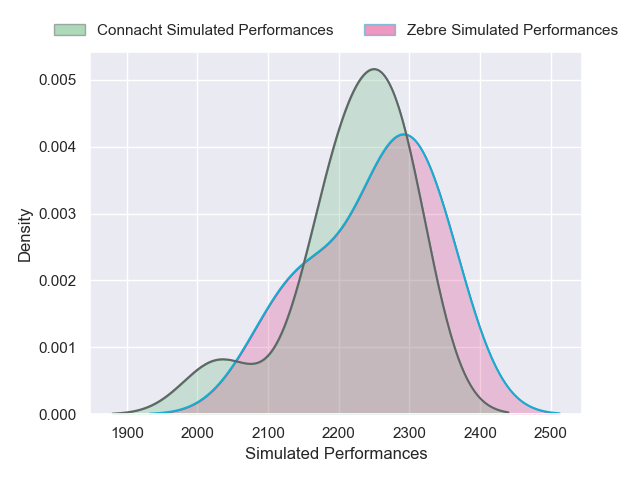 Connacht Simulated Performances
Zebre Simulated Performances
0.005
0.004
0.003
0.002
0.001
0.000
Density
1900 2000 2100 2200 2300 2400 2500
Simulated Performances